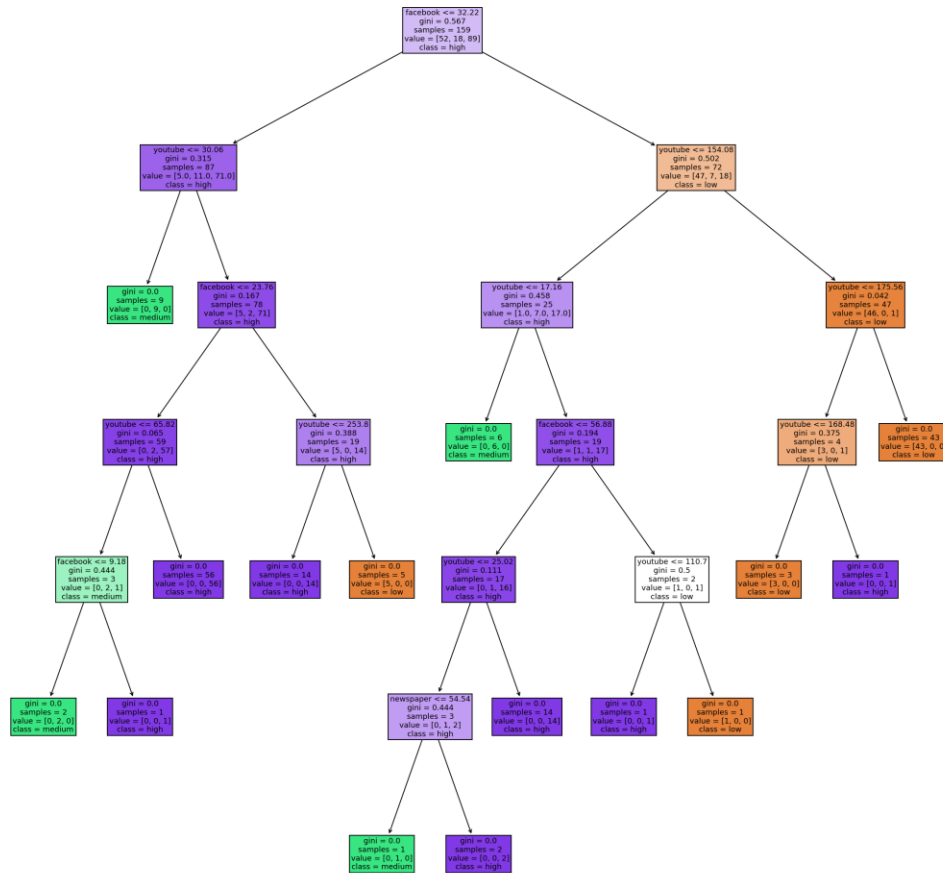 facebook <= 32.22
gini = 0.567
samples = 159
value = [52, 18, 89]
class = high
youtube <= 30.06
gini = 0.315
samples = 87
value = [5.0, 11.0, 71.0]
class = high
youtube <= 154.08
gini = 0.502
samples = 72
value = [47, 7, 18]
class = low
gini = 0.0
samples = 9
value = [0, 9, 0]
class = medium
facebook <= 23.76
gini = 0.167
samples = 78
value = [5, 2, 71]
class = high
youtube <= 17.16
gini = 0.458
samples = 25
value = [1.0, 7.0, 17.0]
class = high
youtube <= 175.56
gini = 0.042
samples = 47
value = [46, 0, 1]
class = low
youtube <= 65.82
gini = 0.065
samples = 59
value = [0, 2, 57]
class = high
youtube <= 253.8
gini = 0.388
samples = 19
value = [5, 0, 14]
class = high
gini = 0.0
samples = 6
value = [0, 6, 0]
class = medium
facebook <= 56.88
gini = 0.194
samples = 19
value = [1, 1, 17]
class = high
youtube <= 168.48
gini = 0.375
samples = 4
value = [3, 0, 1]
class = low
gini = 0.0
samples = 43
value = [43, 0, 0]
class = low
facebook <= 9.18
gini = 0.444
samples = 3
value = [0, 2, 1]
class = medium
gini = 0.0
samples = 56
value = [0, 0, 56]
class = high
gini = 0.0
samples = 14
value = [0, 0, 14]
class = high
gini = 0.0
samples = 5
value = [5, 0, 0]
class = low
youtube <= 25.02
gini = 0.111
samples = 17
value = [0, 1, 16]
class = high
youtube <= 110.7
gini = 0.5
samples = 2
value = [1, 0, 1]
class = low
gini = 0.0
samples = 3
value = [3, 0, 0]
class = low
gini = 0.0
samples = 1
value = [0, 0, 1]
class = high
gini = 0.0
samples = 2
value = [0, 2, 0]
class = medium
gini = 0.0
samples = 1
value = [0, 0, 1]
class = high
newspaper <= 54.54
gini = 0.444
samples = 3
value = [0, 1, 2]
class = high
gini = 0.0
samples = 14
value = [0, 0, 14]
class = high
gini = 0.0
samples = 1
value = [0, 0, 1]
class = high
gini = 0.0
samples = 1
value = [1, 0, 0]
class = low
gini = 0.0
samples = 1
value = [0, 1, 0]
class = medium
gini = 0.0
samples = 2
value = [0, 0, 2]
class = high